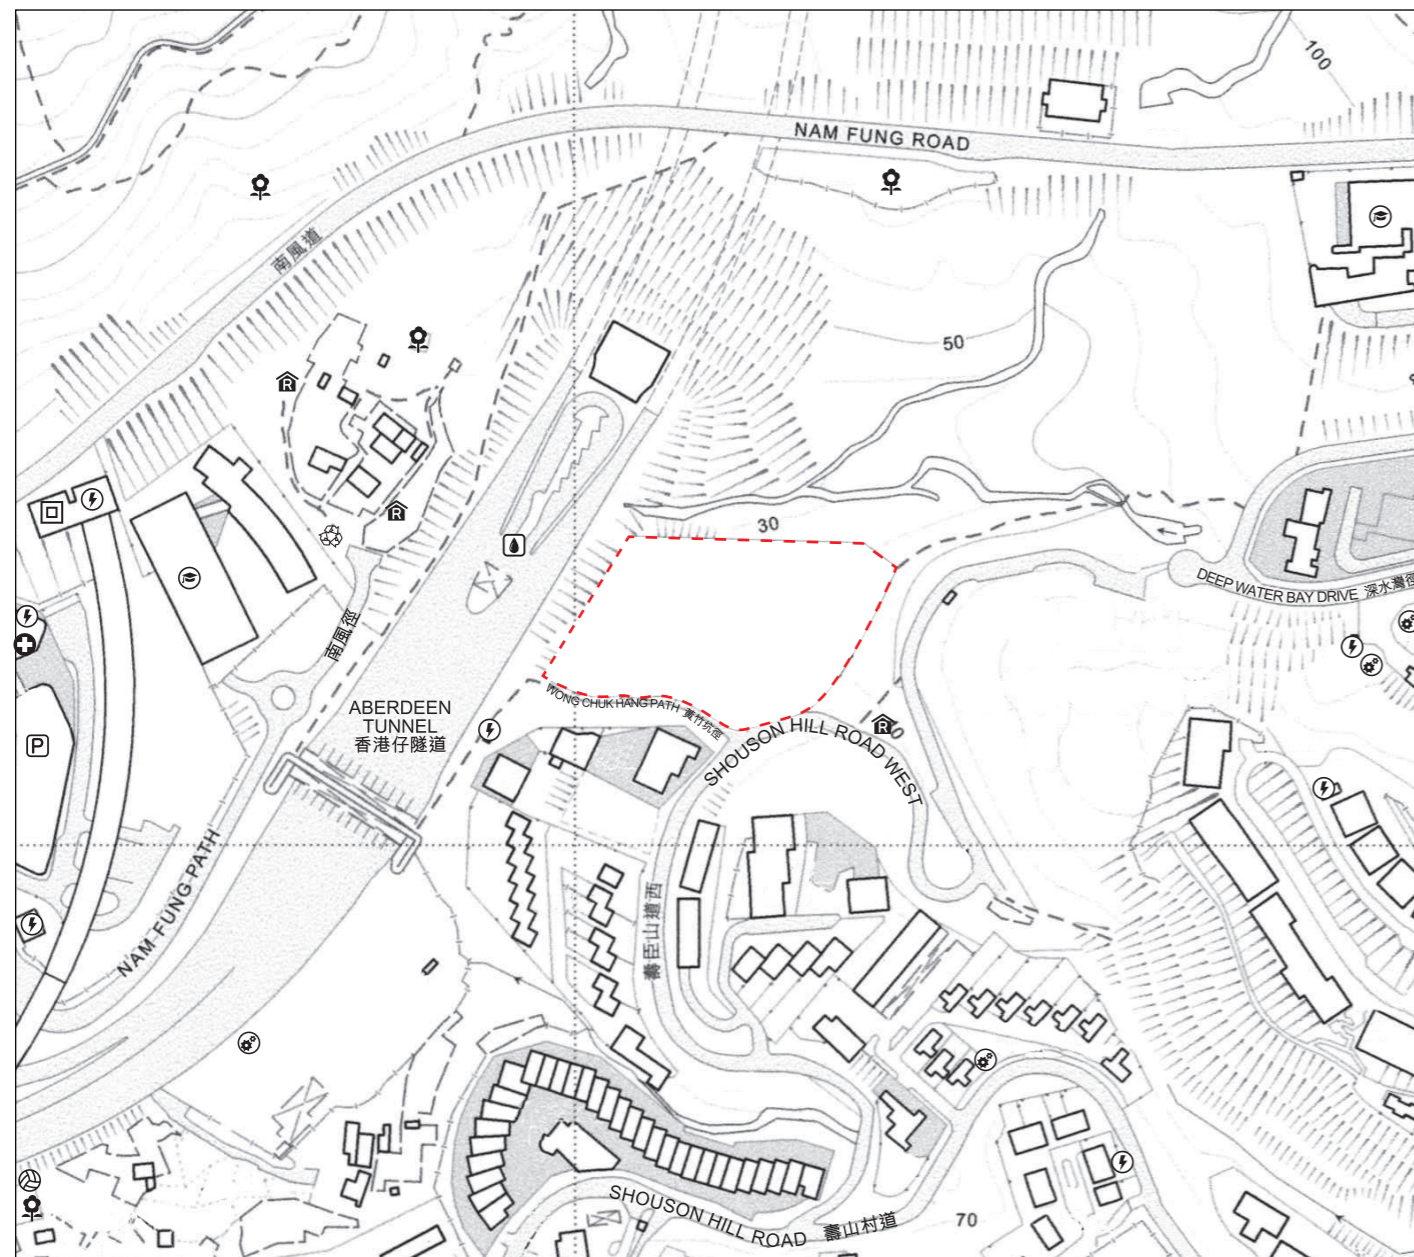 100
NAM FUNG ROAD
南風道
50
R
R
30
DEEP WATER BAY DRIVE 深水灣徑
南風徑
WONG CHUK HANG PATH 黃竹坑徑
ABERDEEN
TUNNEL
香港仔隧道
P
R
SHOUSON HILL ROAD WEST
NAM FUNG PATH
壽臣山道西
SHOUSON HILL ROAD 壽山村道
70